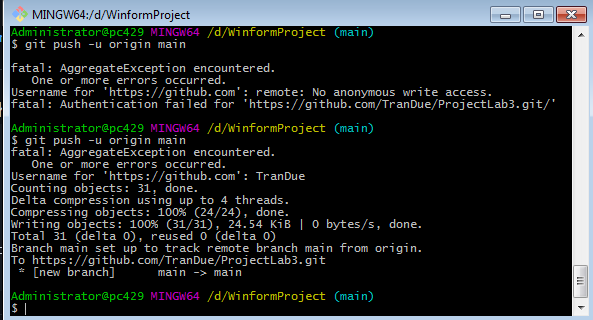 MINGW64:/d/WinformProject
Administrator@pc429 MINGW64 /d/WinformProject (main)
$ git push -u origin main
fatal: AggregateException encountered.
   One or more errors occurred.
Username for 'https://github.com': remote: No anonymous write access.
fatal: Authentication failed for 'https://github.com/TranDue/ProjectLab3.git/'
Administrator@pc429 MINGW64 /d/WinformProject (main)
$ git push -u origin main
fatal: AggregateException encountered.
   One or more errors occurred.
Username for 'https://github.com': TranDue
Counting objects: 31, done.
Delta compression using up to 4 threads.
Compressing objects: 100% (24/24), done.
Writing objects: 100% (31/31), 24.54 KiB | 0 bytes/s, done.
Total 31 (delta 0), reused 0 (delta 0)
Branch main set up to track remote branch main from origin.
To https://github.com/TranDue/ProjectLab3.git
 * [new branch]      main -> main
Administrator@pc429 MINGW64 /d/WinformProject (main)
$